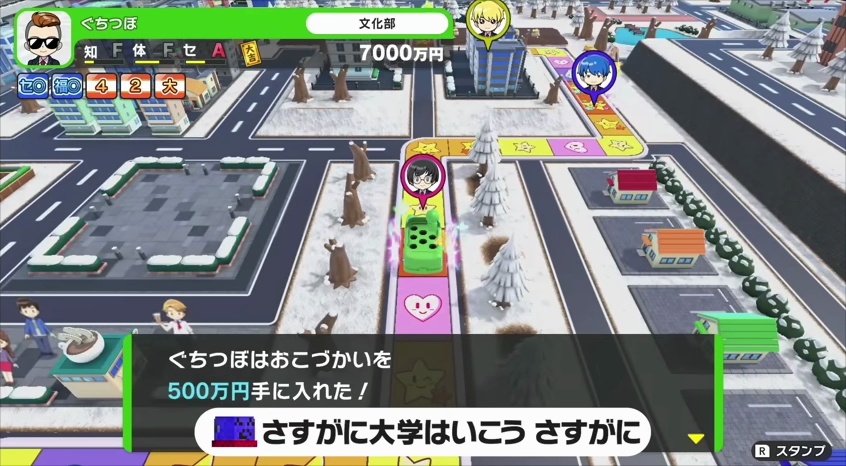 ぐちつぼ
文化部
知 F 体 F セ A 大吉
7000万円
セ◎ 福◎ 4 2 大
ぐちつぼはおこづかいを
500万円手に入れた！
さすがに大学はいこう さすがに
R スタンプ